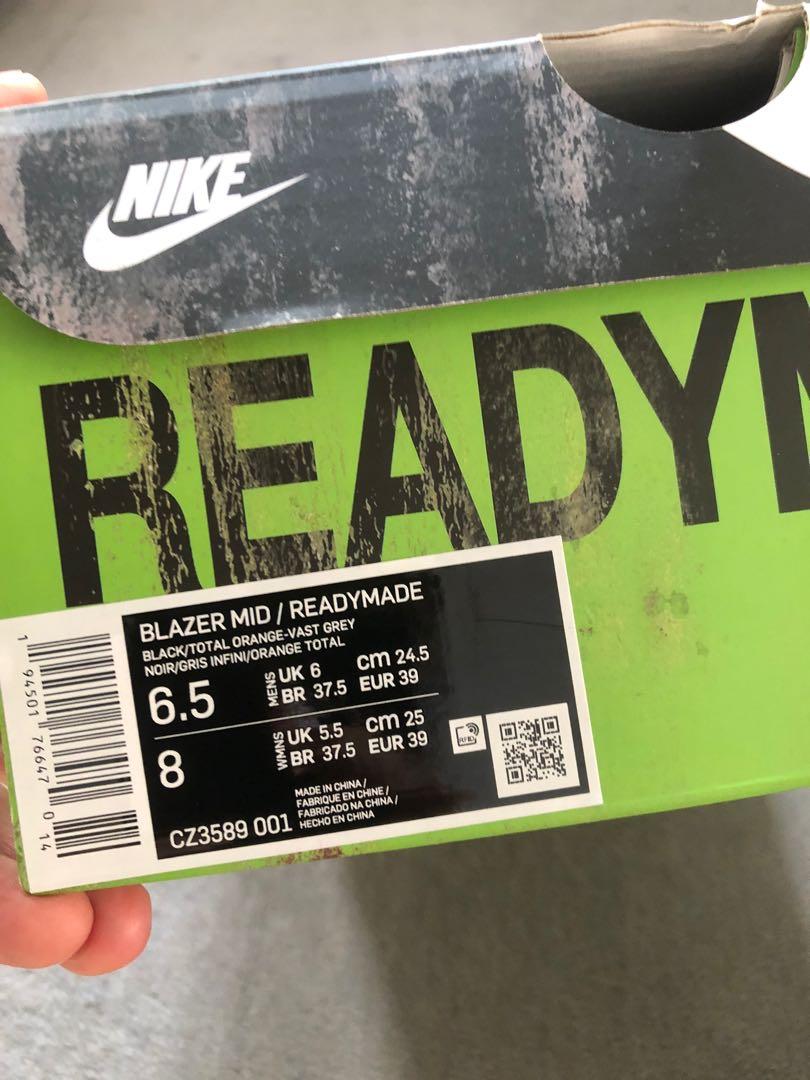 NIKE
READYM
BLAZER MID / READYMADE
BLACK/TOTAL ORANGE-VAST GREY
NOIR/GRIS INFINI/ORANGE TOTAL
6.5 MENS UK 6 cm 24.5
BR 37.5 EUR 39
8 WMNS UK 5.5 cm 25
BR 37.5 EUR 39
RFID
MADE IN CHINA /
FABRIQUE EN CHINE /
FABRICADO NA CHINA /
HECHO EN CHINA
CZ3589 001
1 94501 76647 0 14